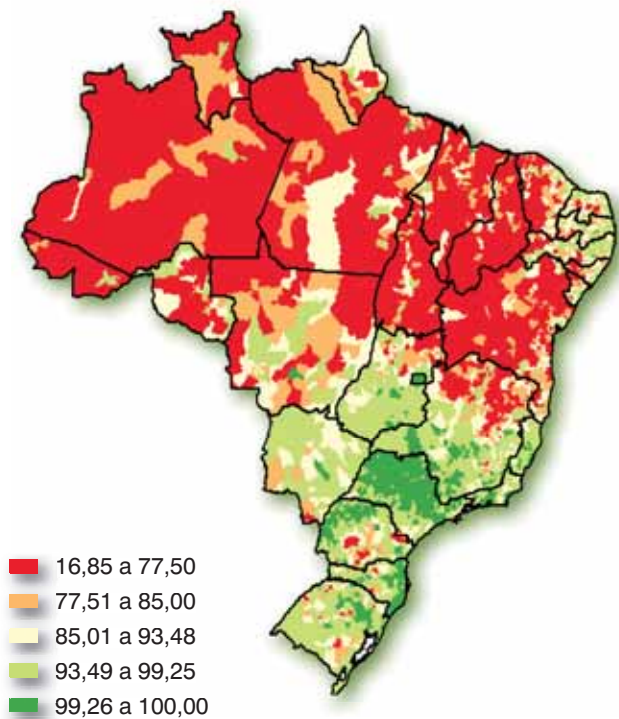 16,85 a 77,50
77,51 a 85,00
85,01 a 93,48
93,49 a 99,25
99,26 a 100,00